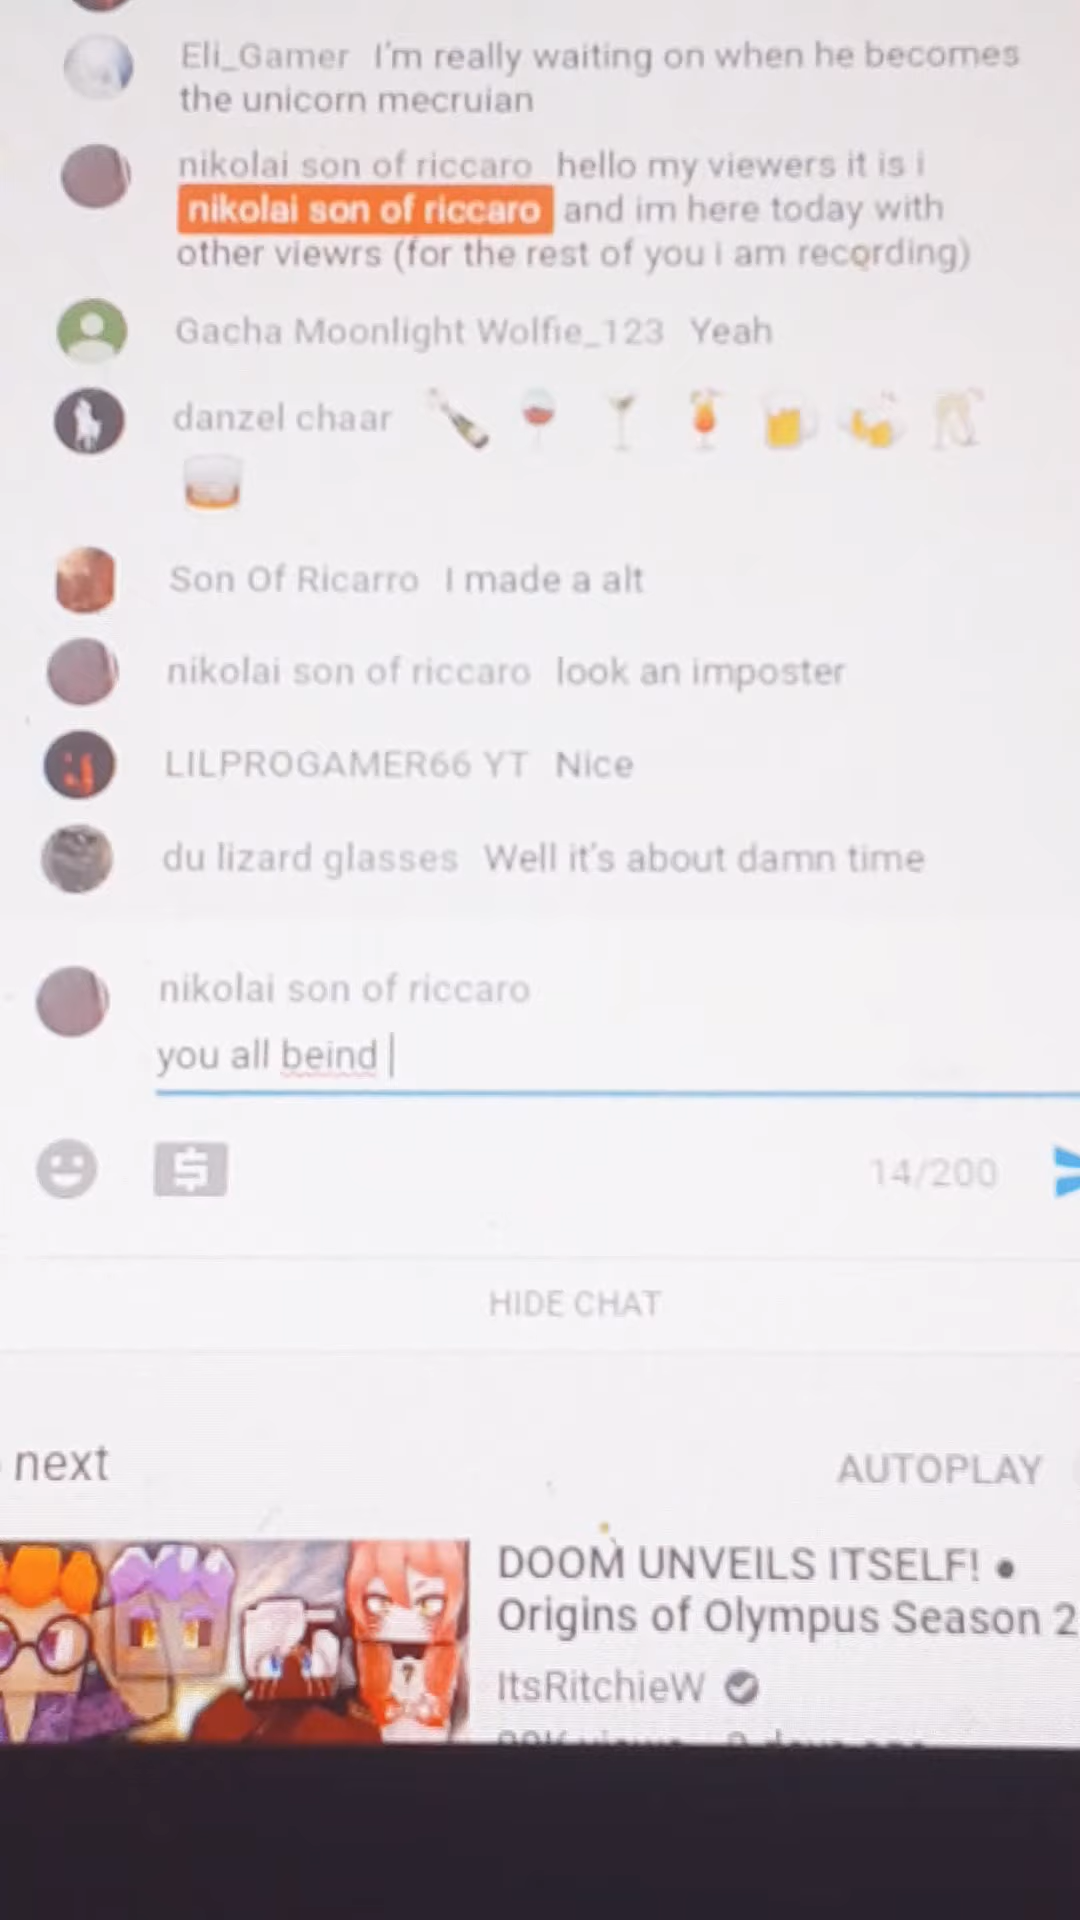 Eli_Gamer I'm really waiting on when he becomes
the unicorn mecruian
nikolai son of riccaro hello my viewers it is i
nikolai son of riccaro and im here today with
other viewrs (for the rest of you i am recording)
Gacha Moonlight Wolfie_123 Yeah
danzel chaar
Son Of Ricarro I made a alt
nikolai son of riccaro look an imposter
LILPROGAMER66 YT Nice
du lizard glasses Well it's about damn time
nikolai son of riccaro
you all beind
14/200
HIDE CHAT
next
AUTOPLAY
DOOM UNVEILS ITSELF! •
Origins of Olympus Season 2
ItsRitchieW